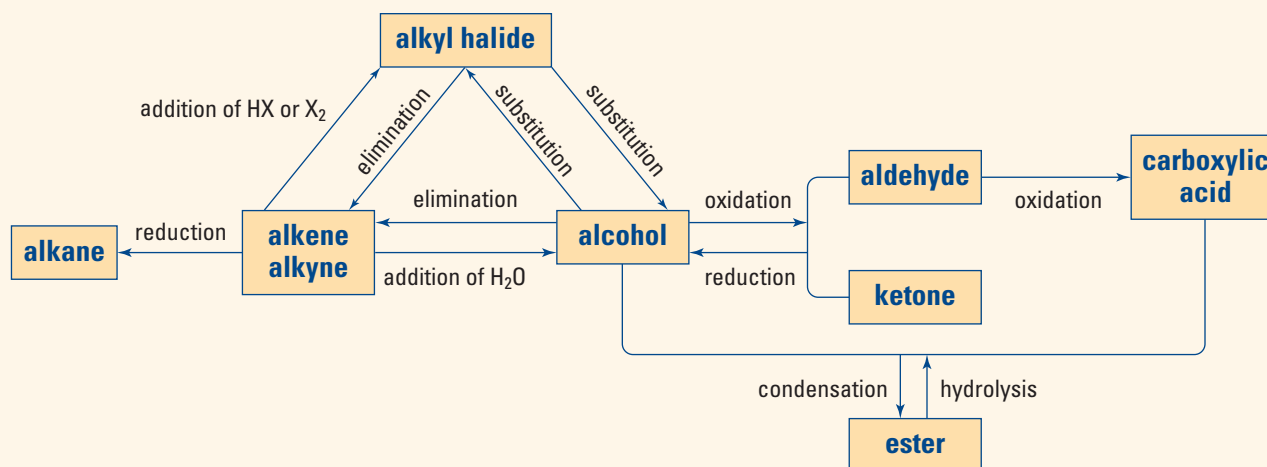 alkyl halide
addition of HX or X₂
elimination
substitution
substitution
aldehyde
carboxylic
acid
elimination
oxidation
oxidation
alkane
reduction
alkene
alkyne
alcohol
addition of H₂O
reduction
ketone
condensation
hydrolysis
ester